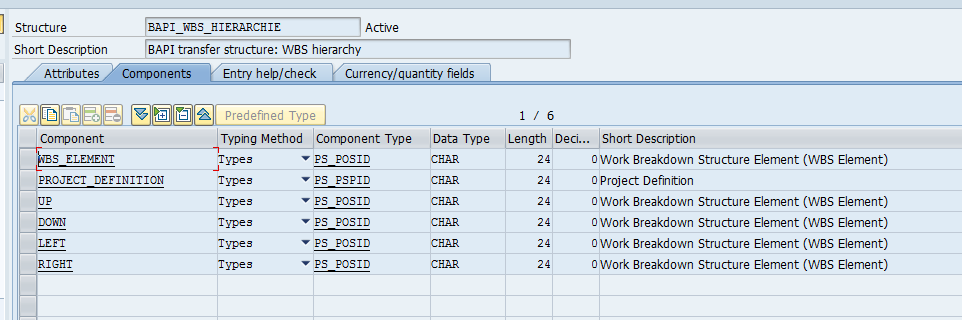 Structure BAPI_WBS_HIERARCHIE Active
Short Description BAPI transfer structure: WBS hierarchy
Attributes Components Entry help/check Currency/quantity fields
Predefined Type 1 / 6
Component Typing Method Component Type Data Type Length Deci... Short Description
WBS_ELEMENT Types PS_POSID CHAR 24 0 Work Breakdown Structure Element (WBS Element)
PROJECT_DEFINITION Types PS_PSPID CHAR 24 0 Project Definition
UP Types PS_POSID CHAR 24 0 Work Breakdown Structure Element (WBS Element)
DOWN Types PS_POSID CHAR 24 0 Work Breakdown Structure Element (WBS Element)
LEFT Types PS_POSID CHAR 24 0 Work Breakdown Structure Element (WBS Element)
RIGHT Types PS_POSID CHAR 24 0 Work Breakdown Structure Element (WBS Element)